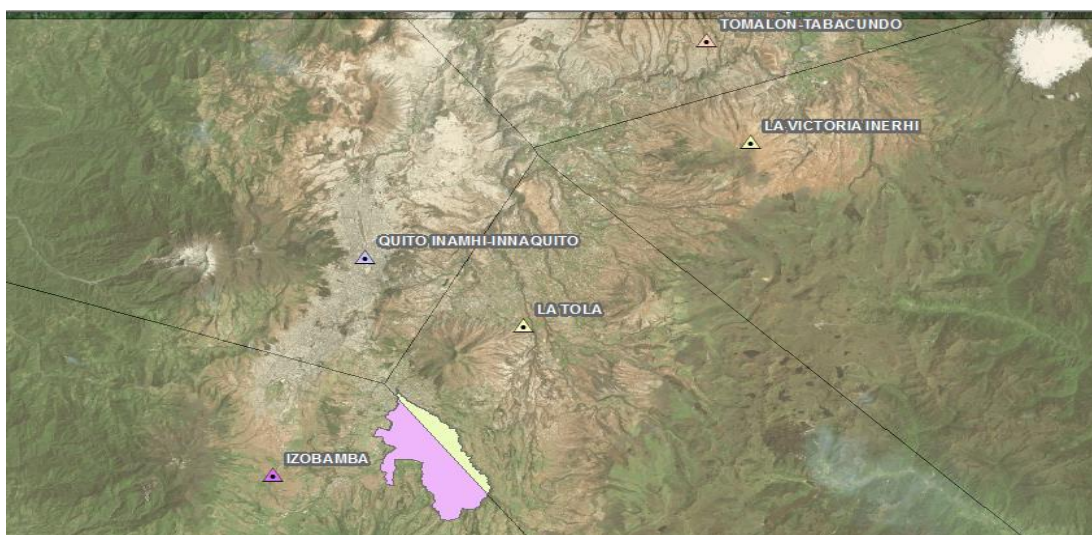 TOMALON-TABACUNDO
LA VICTORIA INERHI
QUITO INAMHI-INNAQUITO
LA TOLA
IZOBAMBA